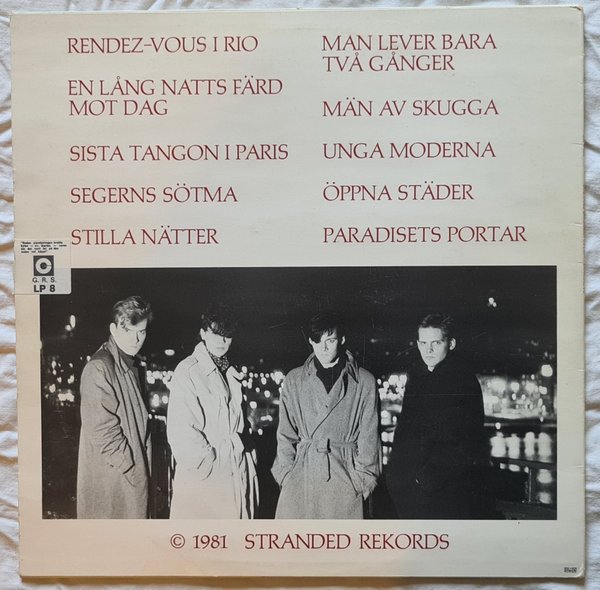 RENDEZ-VOUS I RIO
EN LÅNG NATTS FÄRD
MOT DAG
SISTA TANGON I PARIS
SEGERNS SÖTMA
STILLA NÄTTER
MAN LEVER BARA
TVÅ GÅNGER
MÄN AV SKUGGA
UNGA MODERNA
ÖPPNA STÄDER
PARADISETS PORTAR
C
G.R.S.
LP 8
© 1981 STRANDED REKORDS